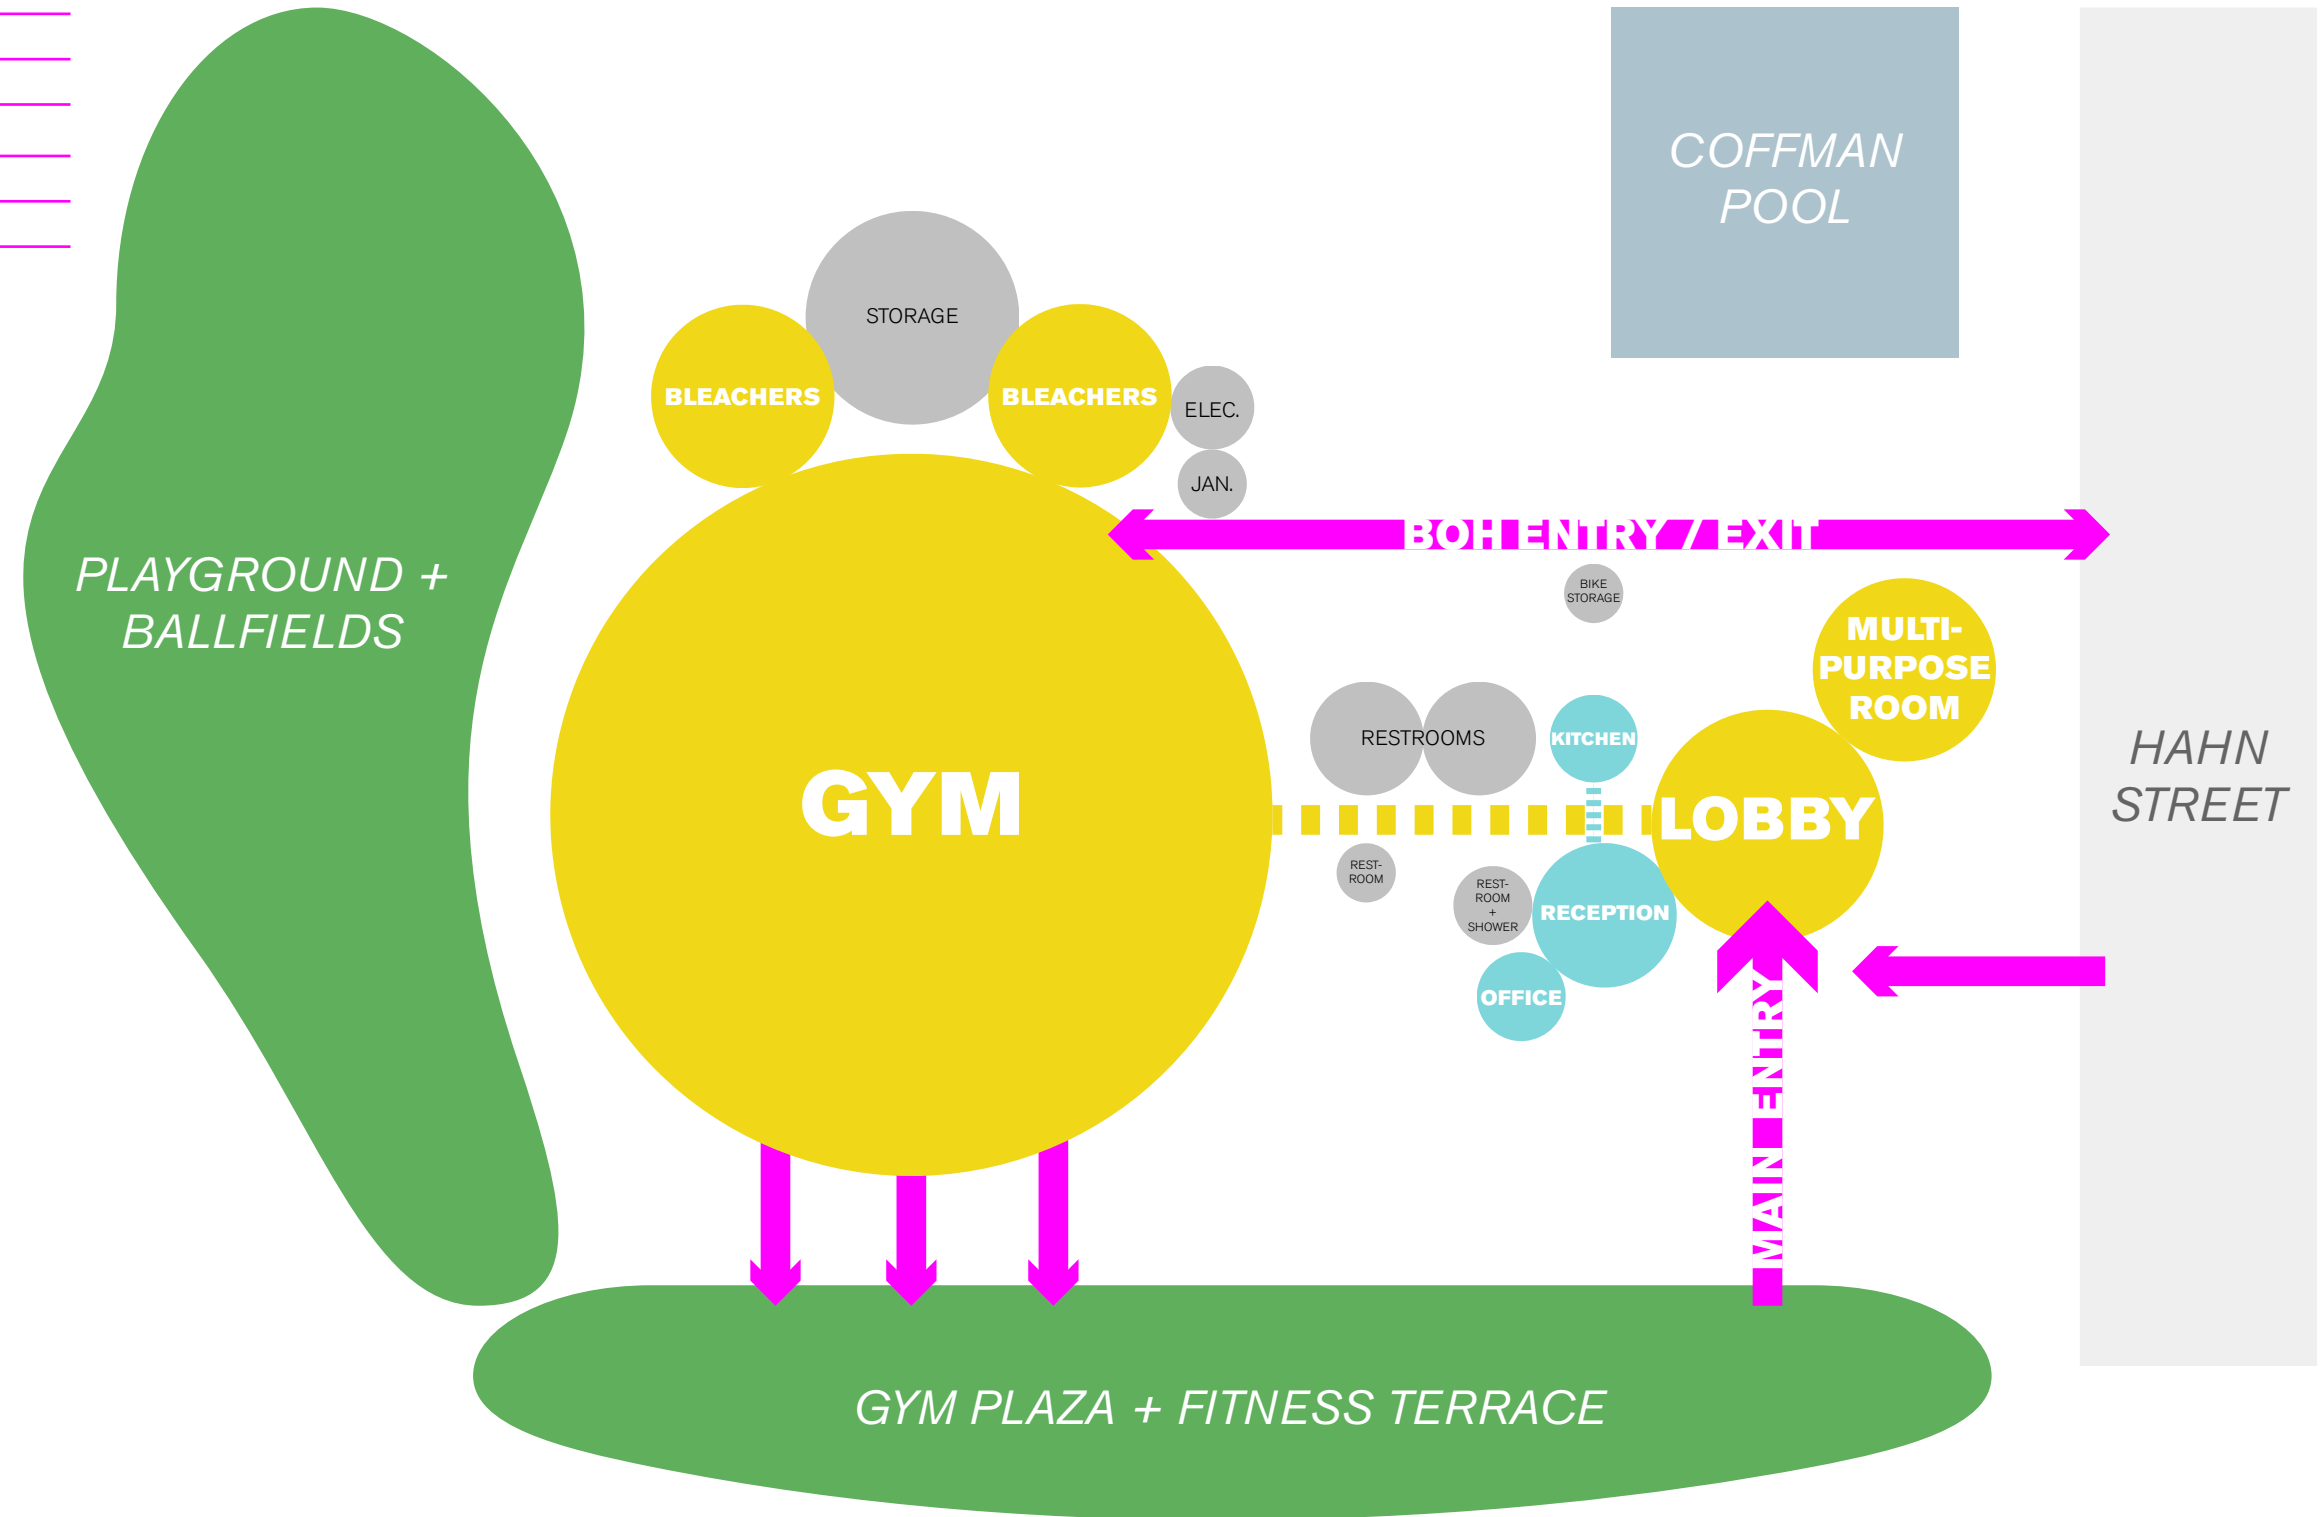 COFFMAN
POOL
STORAGE
BLEACHERS
BLEACHERS
ELEC.
JAN.
BOH ENTRY / EXIT
PLAYGROUND +
BALLFIELDS
BIKE
STORAGE
MULTI-
PURPOSE
ROOM
RESTROOMS
KITCHEN
HAHN
STREET
GYM
LOBBY
REST-
ROOM
REST-
ROOM
+
SHOWER
RECEPTION
OFFICE
MAIN ENTRY
GYM PLAZA + FITNESS TERRACE